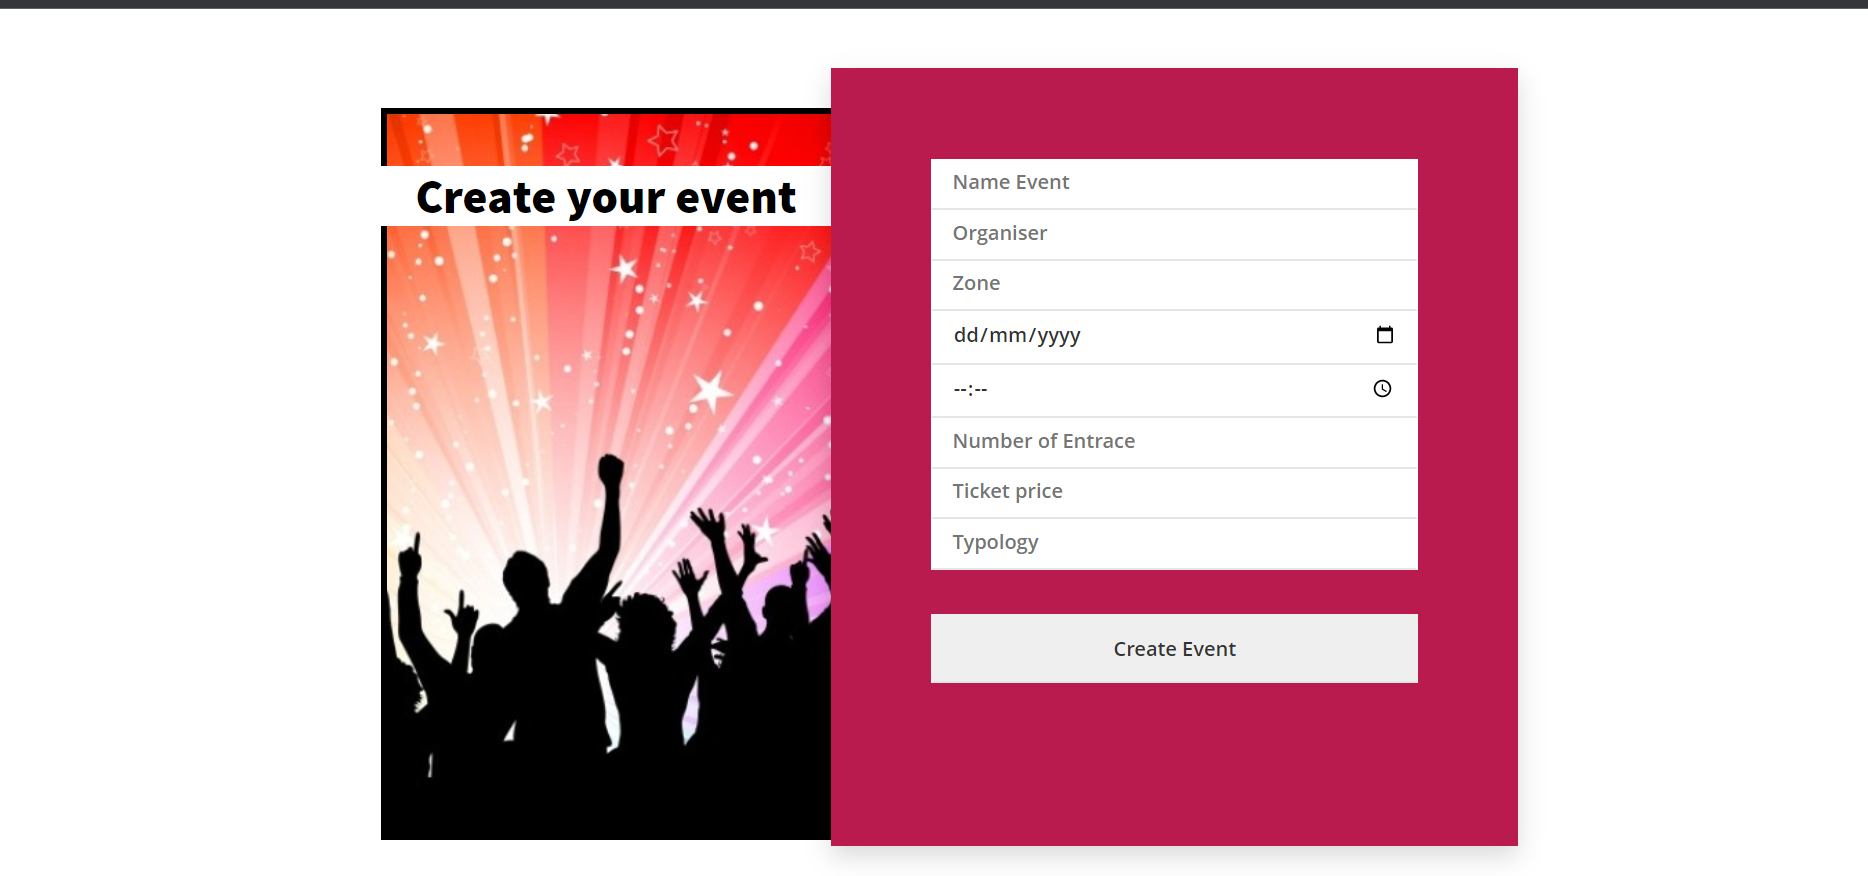 Create your event
Name Event
Organiser
Zone
dd/mm/yyyy
--:--
Number of Entrace
Ticket price
Typology
Create Event